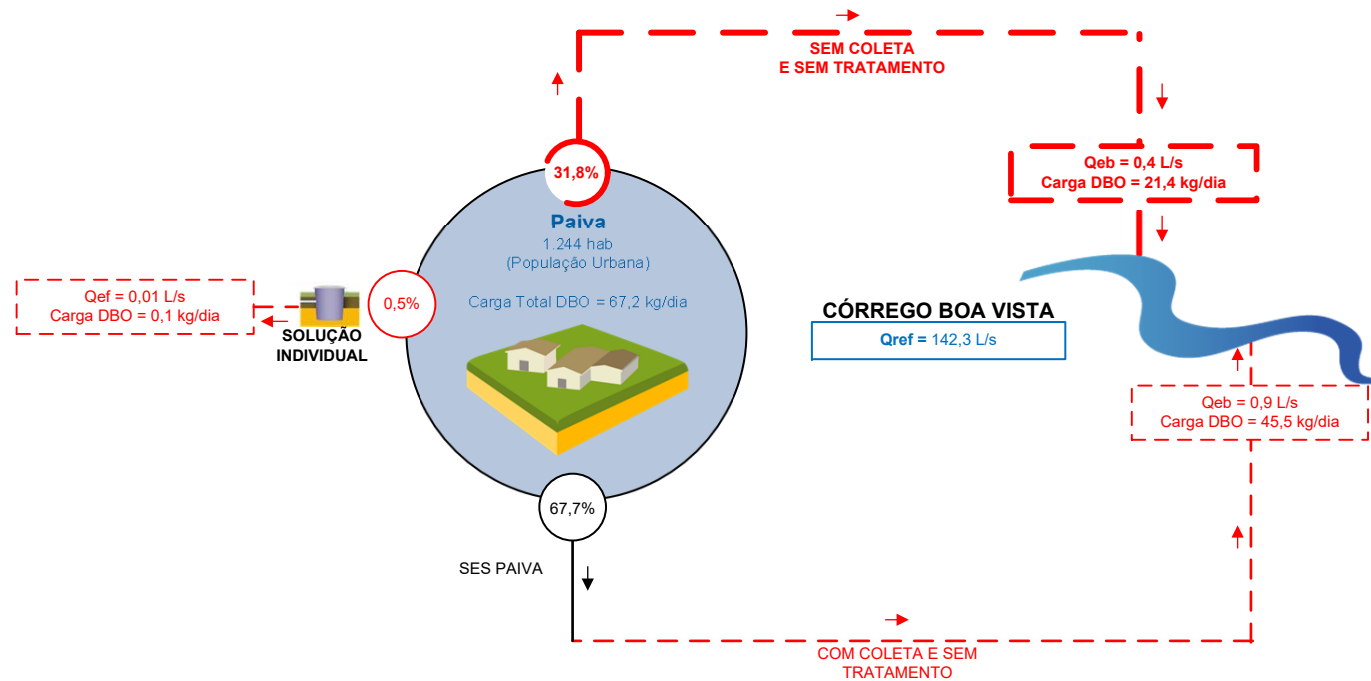 SEM COLETA
E SEM TRATAMENTO
Qeb = 0,4 L/s
Carga DBO = 21,4 kg/dia
31,8%
Paiva
1.244 hab
(População Urbana)
Carga Total DBO = 67,2 kg/dia
0,5%
Qef = 0,01 L/s
Carga DBO = 0,1 kg/dia
SOLUÇÃO
INDIVIDUAL
CÓRREGO BOA VISTA
Qref = 142,3 L/s
Qeb = 0,9 L/s
Carga DBO = 45,5 kg/dia
67,7%
SES PAIVA
COM COLETA E SEM
TRATAMENTO